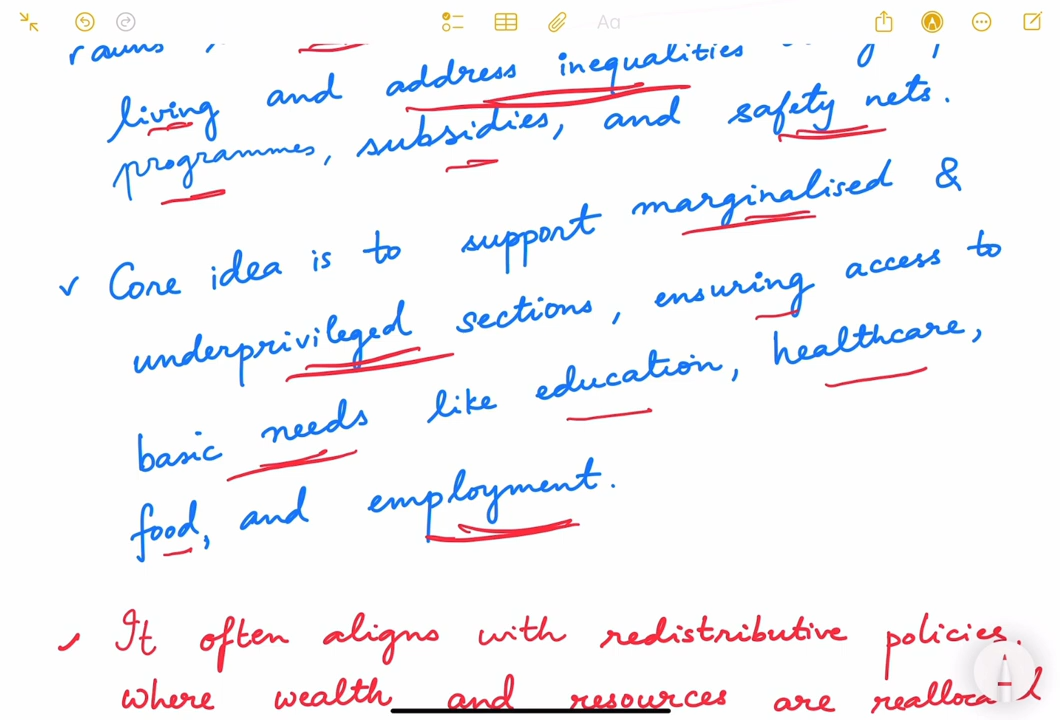 living and address inequalities
programmes, subsidies, and safety nets.
✓ Core idea is to support marginalised &
underprivileged sections, ensuring access to
basic needs like education, healthcare,
food, and employment.
It often aligns with redistributive policies.
where wealth and resources are